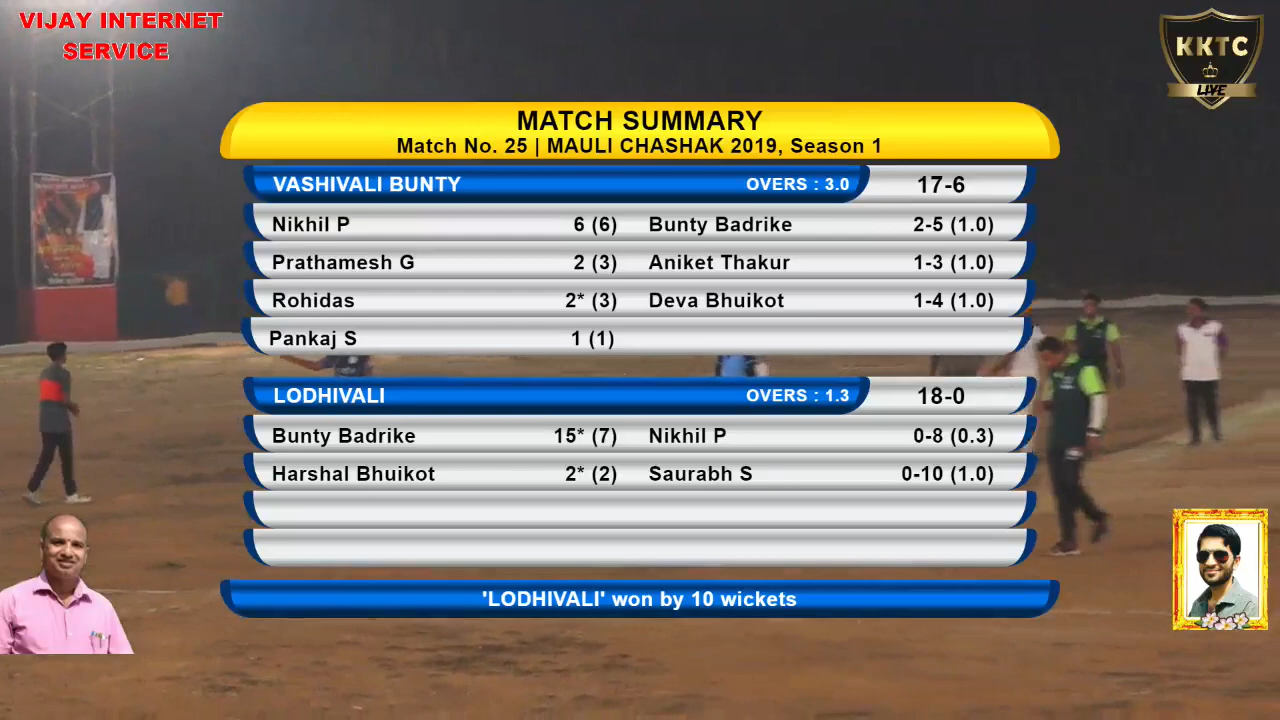 VIJAY INTERNET
SERVICE
KKTC
LIVE
MATCH SUMMARY
Match No. 25 | MAULI CHASHAK 2019, Season 1
VASHIVALI BUNTY OVERS : 3.0 17-6
Nikhil P 6 (6) Bunty Badrike 2-5 (1.0)
Prathamesh G 2 (3) Aniket Thakur 1-3 (1.0)
Rohidas 2* (3) Deva Bhuikot 1-4 (1.0)
Pankaj S 1 (1)
LODHIVALI OVERS : 1.3 18-0
Bunty Badrike 15* (7) Nikhil P 0-8 (0.3)
Harshal Bhuikot 2* (2) Saurabh S 0-10 (1.0)
'LODHIVALI' won by 10 wickets